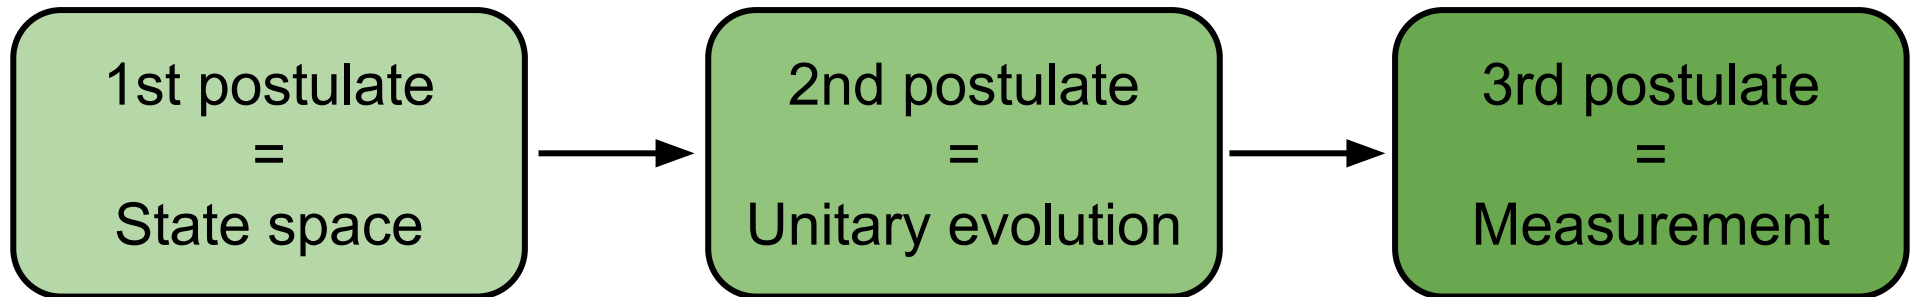 1st postulate
=
State space
2nd postulate
=
Unitary evolution
3rd postulate
=
Measurement